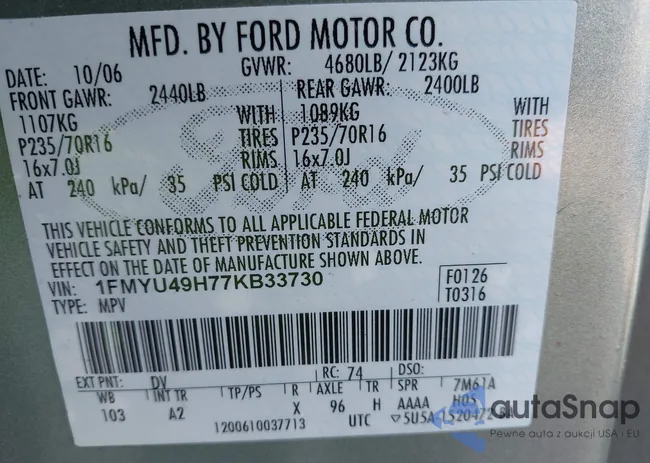 MFD. BY FORD MOTOR CO.
DATE: 10/06 GVWR: 4680LB/ 2123KG
FRONT GAWR: 2440LB REAR GAWR: 2400LB
1107KG WITH 1089KG WITH
P235/70R16 TIRES P235/70R16 TIRES
16x7.0J RIMS 16x7.0J RIMS
AT 240 kPa/ 35 PSI COLD AT 240 kPa/ 35 PSI COLD
Ford
THIS VEHICLE CONFORMS TO ALL APPLICABLE FEDERAL MOTOR
VEHICLE SAFETY AND THEFT PREVENTION STANDARDS IN
EFFECT ON THE DATE OF MANUFACTURE SHOWN ABOVE.
VIN: 1FMYU49H77KB33730 F0126
TYPE: MPV T0316
EXT PNT: DV RC: 74 DSO:
WB INT TR TP/PS R AXLE TR SPR 7M61A
103 A2 X 96 H AAAA H05
1200610037713 UTC ▽5U5A
autoSnap
Pewne auta z aukcji USA i EU